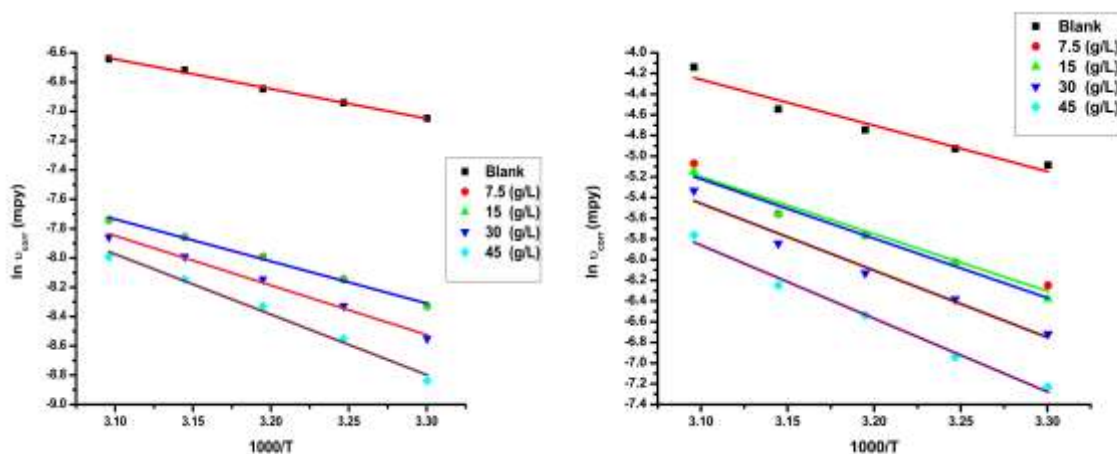 -6.6
-6.8
-7.0
-7.2
-7.4
-7.6
-7.8
-8.0
-8.2
-8.4
-8.6
-8.8
-9.0
ln υcorr (mpy)
3.10 3.15 3.20 3.25 3.30
1000/T
Blank
7.5 (g/L)
15 (g/L)
30 (g/L)
45 (g/L)
-4.0
-4.2
-4.4
-4.6
-4.8
-5.0
-5.2
-5.4
-5.6
-5.8
-6.0
-6.2
-6.4
-6.6
-6.8
-7.0
-7.2
-7.4
ln υcorr (mpy)
3.10 3.15 3.20 3.25 3.30
1000/T
Blank
7.5 (g/L)
15 (g/L)
30 (g/L)
45 (g/L)